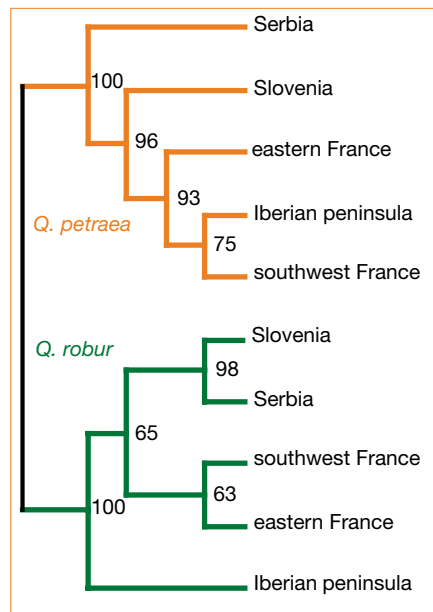 Serbia
100
Slovenia
96
eastern France
93
Iberian peninsula
Q. petraea
75
southwest France
Slovenia
Q. robur
98
Serbia
65
southwest France
63
100
eastern France
Iberian peninsula